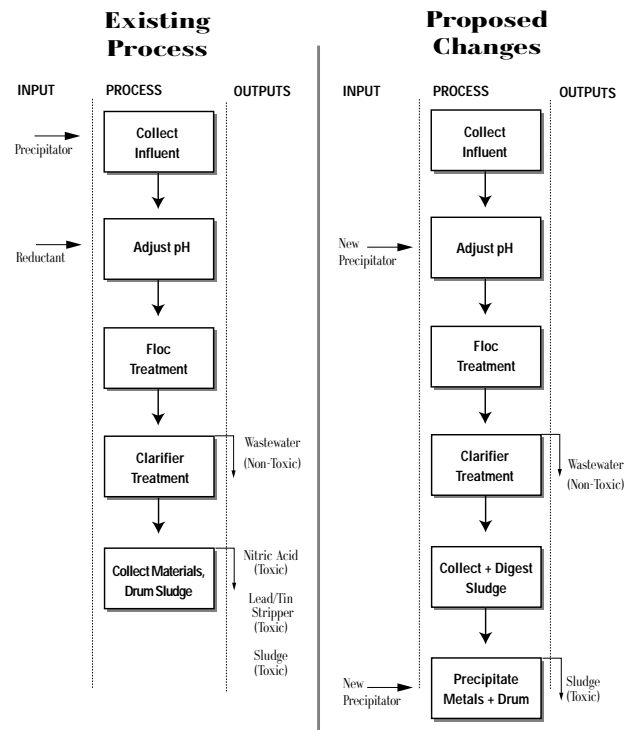 Existing
Process
INPUT
PROCESS
OUTPUTS
Precipitator
Collect
Influent
Reductant
Adjust pH
Floc
Treatment
Clarifier
Treatment
Wastewater
(Non-Toxic)
Collect Materials,
Drum Sludge
Nitric Acid
(Toxic)
Lead/Tin
Stripper
(Toxic)
Sludge
(Toxic)
Proposed
Changes
INPUT
PROCESS
OUTPUTS
Collect
Influent
New
Precipitator
Adjust pH
Floc
Treatment
Clarifier
Treatment
Wastewater
(Non-Toxic)
Collect + Digest
Sludge
New
Precipitator
Precipitate
Metals + Drum
Sludge
(Toxic)